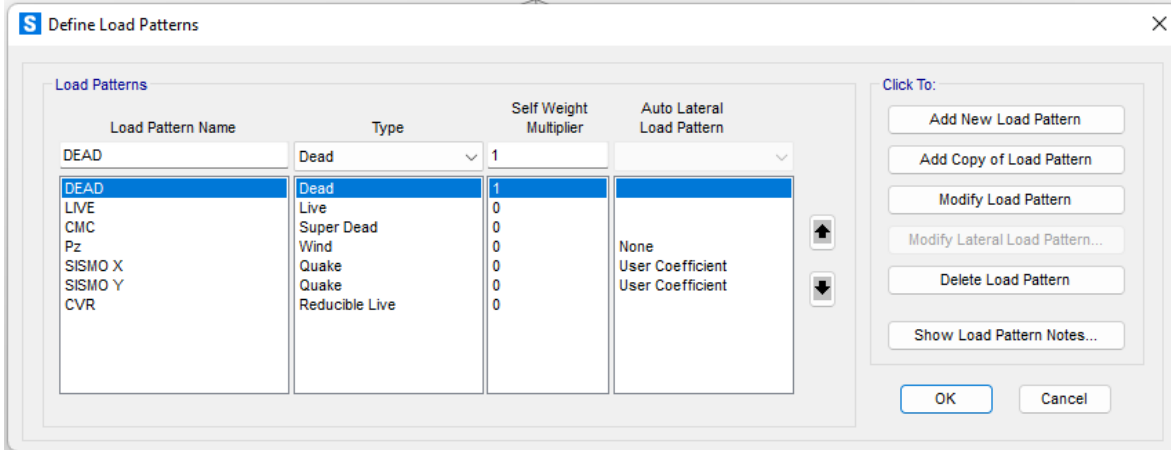 S Define Load Patterns
Load Patterns
Click To:
Load Pattern Name Type Self Weight Multiplier Auto Lateral Load Pattern
DEAD Dead 1
DEAD Dead 1
LIVE Live 0
CMC Super Dead 0
Pz Wind 0 None
SISMO X Quake 0 User Coefficient
SISMO Y Quake 0 User Coefficient
CVR Reducible Live 0
Add New Load Pattern
Add Copy of Load Pattern
Modify Load Pattern
Modify Lateral Load Pattern...
Delete Load Pattern
Show Load Pattern Notes...
OK Cancel